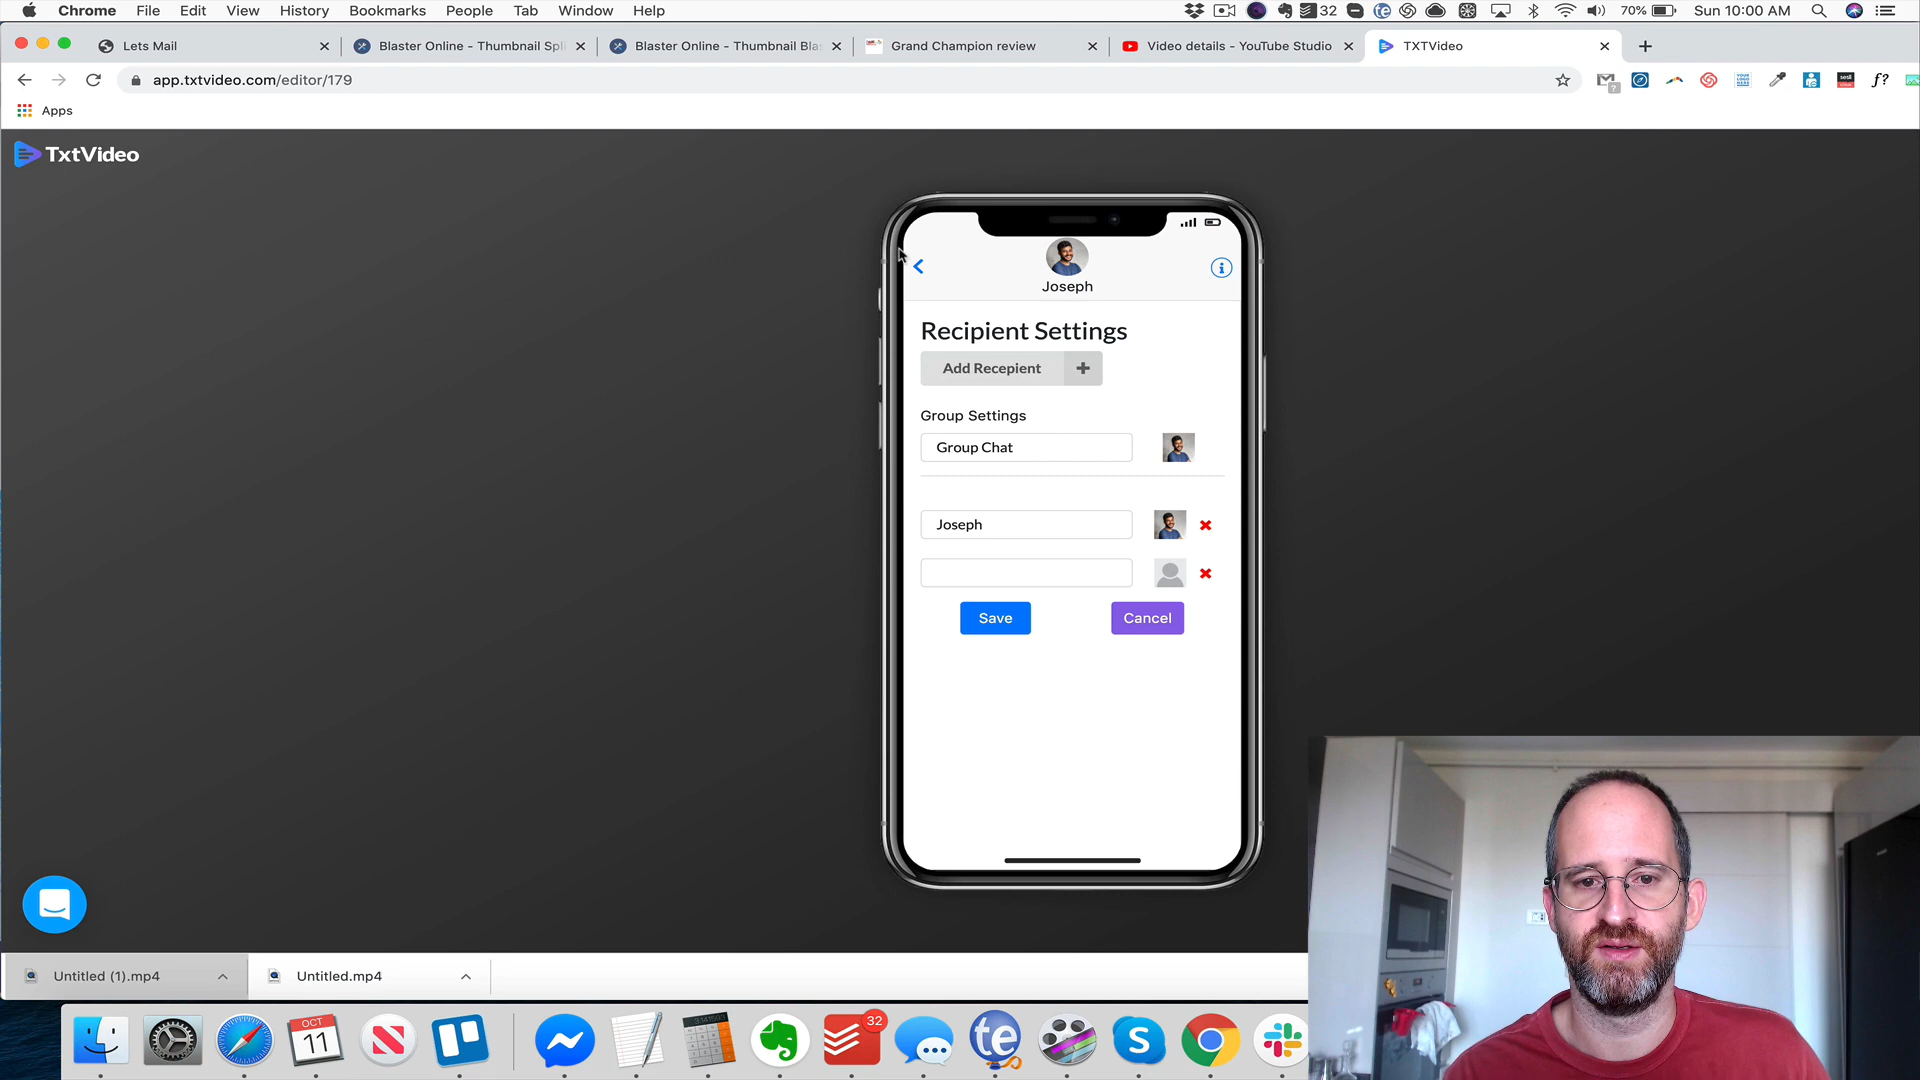 Chrome File Edit View History Bookmarks People Tab Window Help 32 70% Sun 10:00 AM
Lets Mail Blaster Online - Thumbnail Spli Blaster Online - Thumbnail Bla Grand Champion review Video details - YouTube Studio TXTVideo
app.txtvideo.com/editor/179
Apps
TxtVideo
Joseph
Recipient Settings
Add Recepient +
Group Settings
Group Chat
Joseph
Save Cancel
Untitled (1).mp4 Untitled.mp4
OCT
11
32